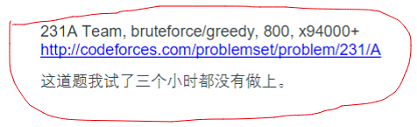 231A Team, bruteforce/greedy, 800, x94000+
http://codeforces.com/problemset/problem/231/A
这道题我试了三个小时都没有做上。